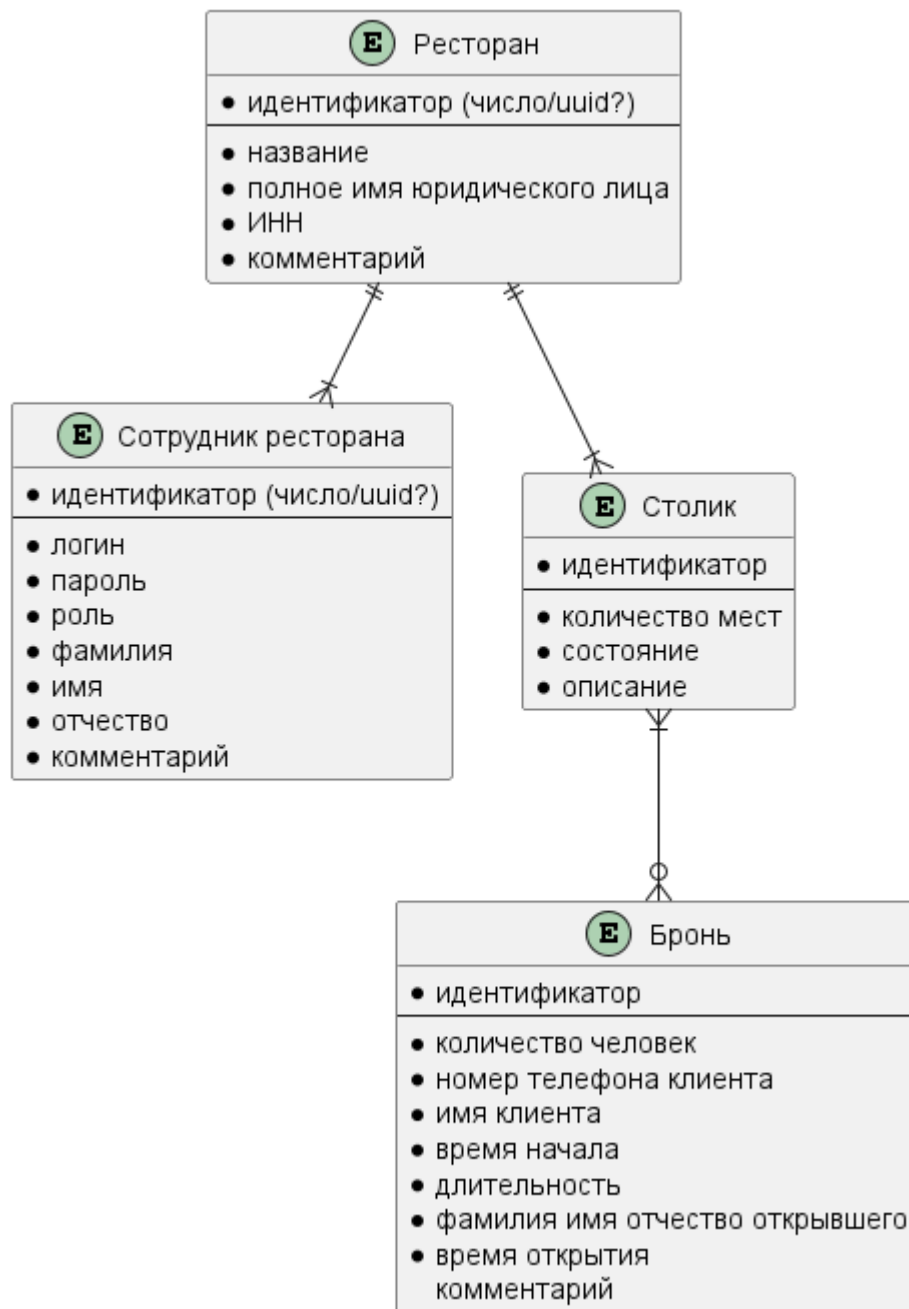 E Ресторан
идентификатор (число/uuid?)
название
полное имя юридического лица
ИНН
комментарий
E Сотрудник ресторана
идентификатор (число/uuid?)
логин
пароль
роль
фамилия
имя
отчество
комментарий
E Столик
идентификатор
количество мест
состояние
описание
E Бронь
идентификатор
количество человек
номер телефона клиента
имя клиента
время начала
длительность
фамилия имя отчество открывшего
время открытия
комментарий